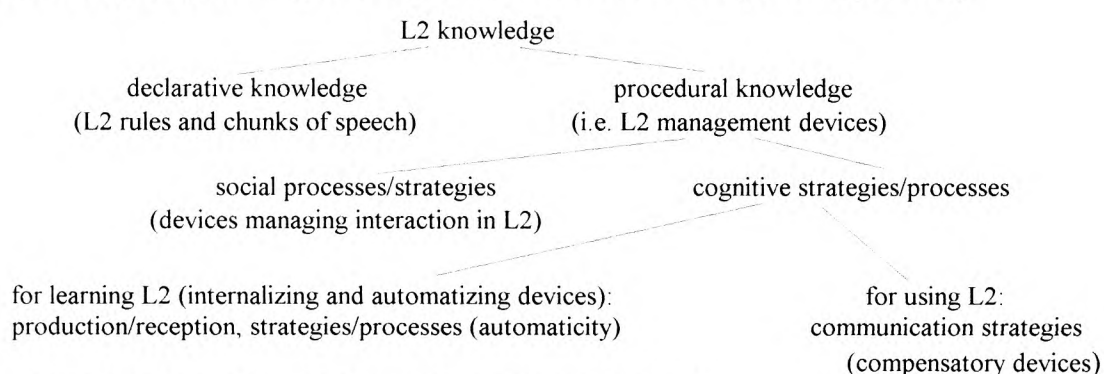 L2 knowledge
declarative knowledge
(L2 rules and chunks of speech)
procedural knowledge
(i.e. L2 management devices)
social processes/strategies
(devices managing interaction in L2)
cognitive strategies/processes
for learning L2 (internalizing and automatizing devices):
production/reception, strategies/processes (automaticity)
for using L2:
communication strategies
(compensatory devices)